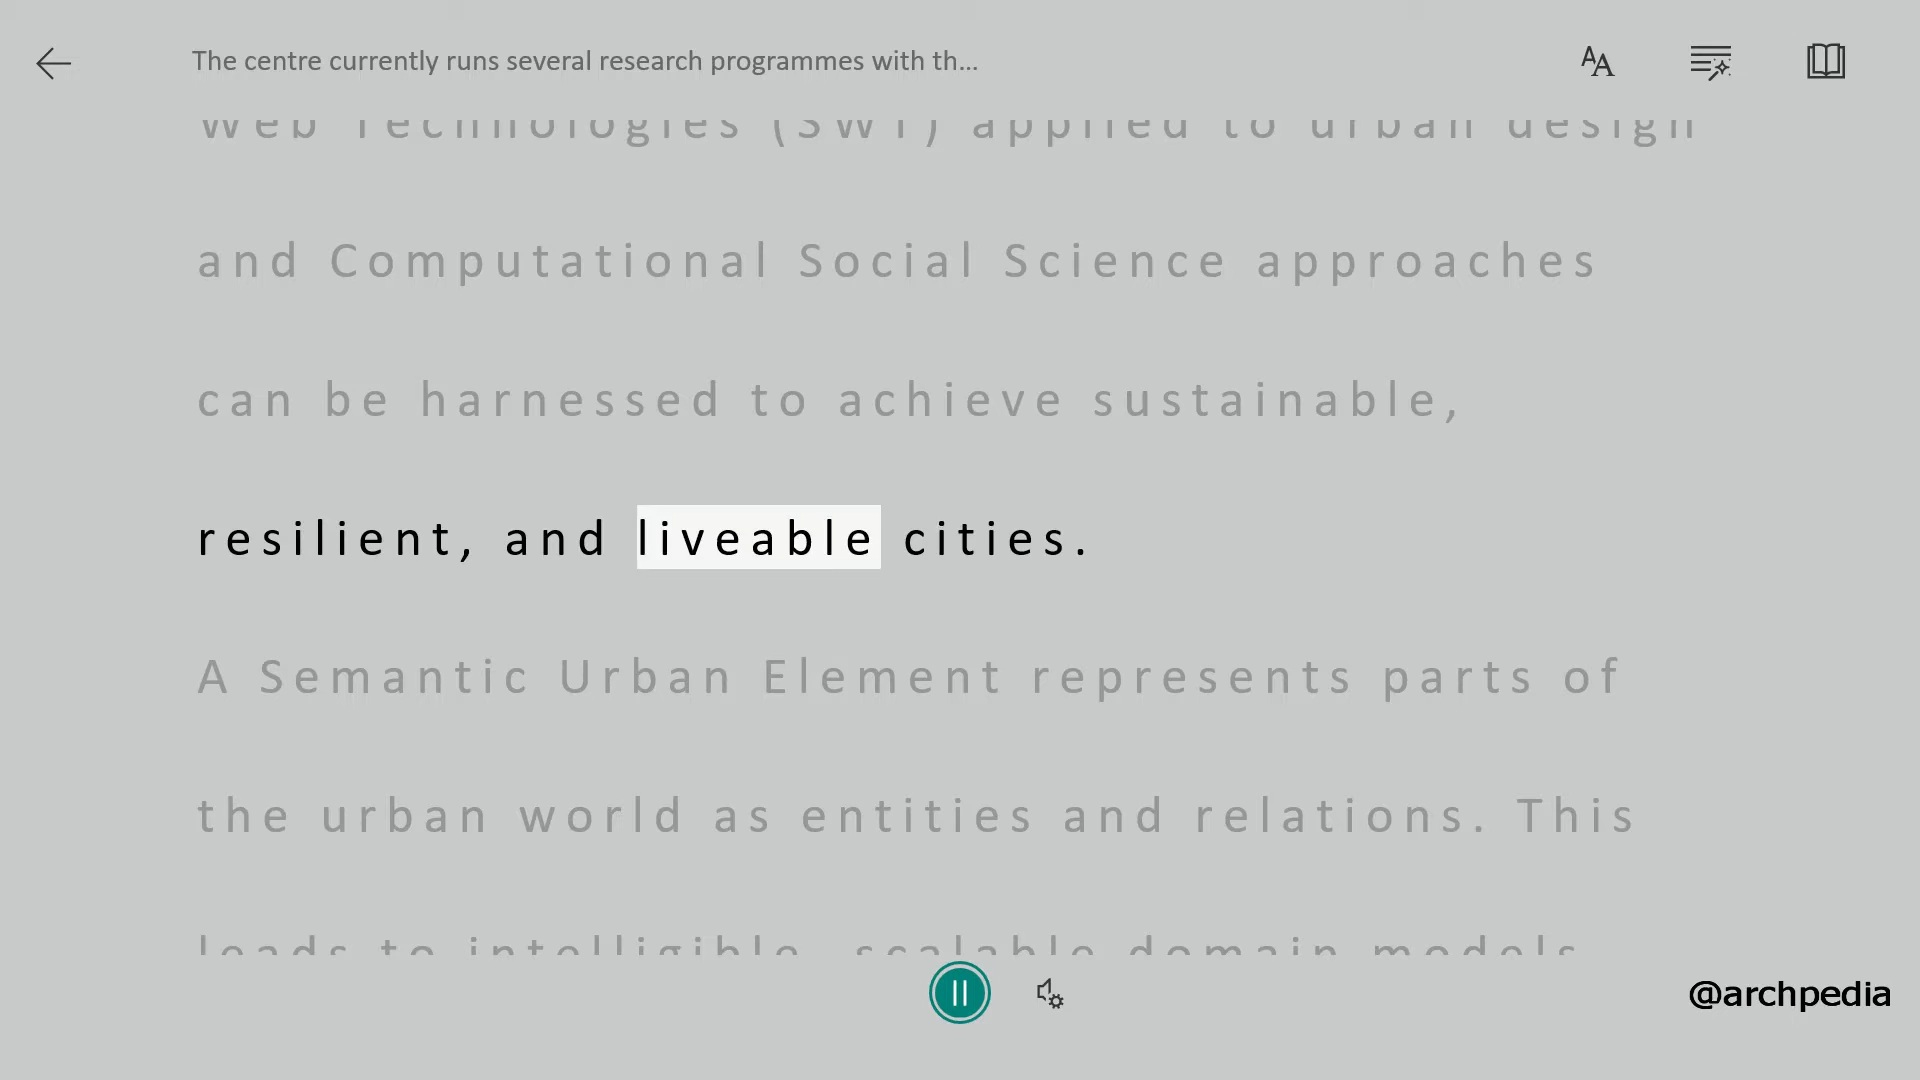 The centre currently runs several research programmes with th...
Web Technologies (SWT) applied to urban design
and Computational Social Science approaches
can be harnessed to achieve sustainable,
resilient, and liveable cities.
A Semantic Urban Element represents parts of
the urban world as entities and relations. This
leads to intelligible, scalable domain models
@archpedia